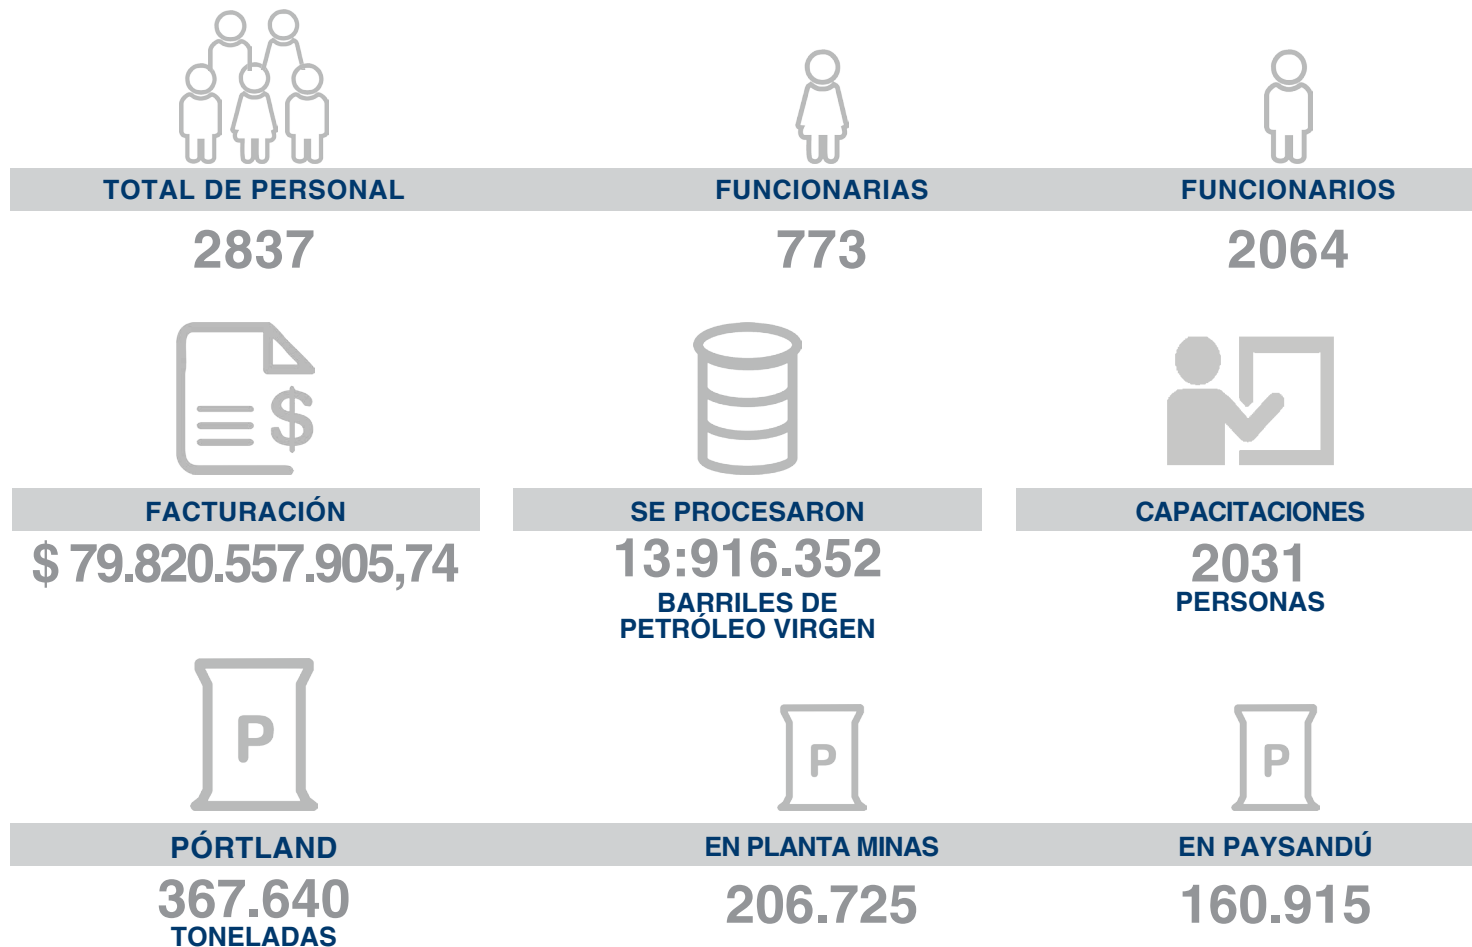 TOTAL DE PERSONAL
FUNCIONARIAS
FUNCIONARIOS
2837
773
2064
$
FACTURACIÓN
SE PROCESARON
CAPACITACIONES
$ 79.820.557.905,74
13:916.352
BARRILES DE
PETRÓLEO VIRGEN
2031
PERSONAS
P
P
P
PÓRTLAND
EN PLANTA MINAS
EN PAYSANDÚ
367.640
TONELADAS
206.725
160.915